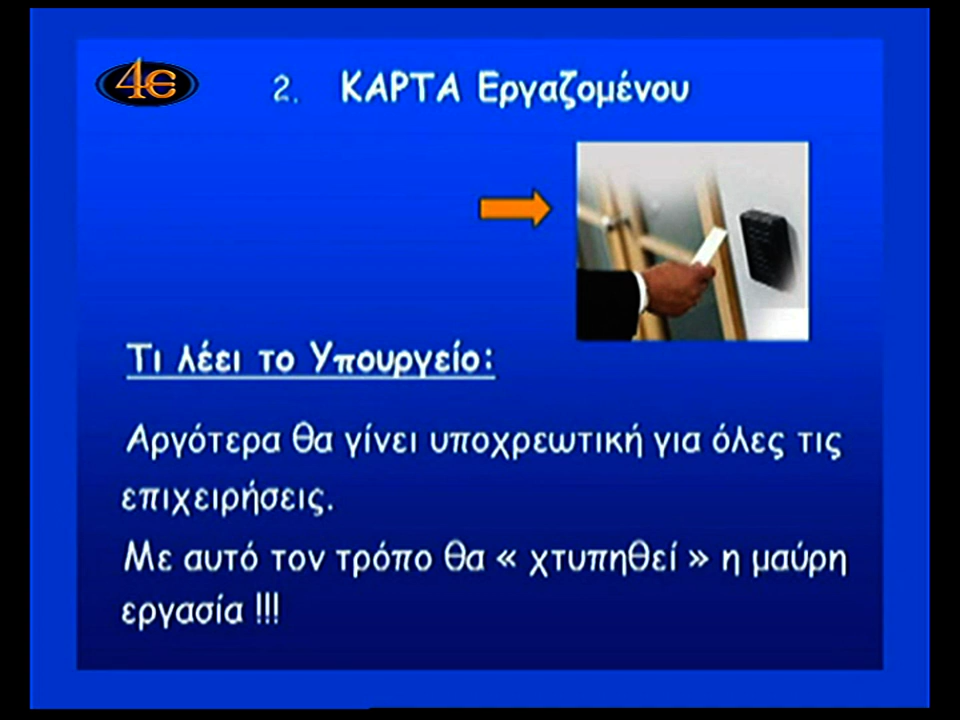 4ε
2. ΚΑΡΤΑ Εργαζομένου
Τι λέει το Υπουργείο:
Αργότερα θα γίνει υποχρεωτική για όλες τις
επιχειρήσεις.
Με αυτό τον τρόπο θα « χτυπηθεί » η μαύρη
εργασία !!!